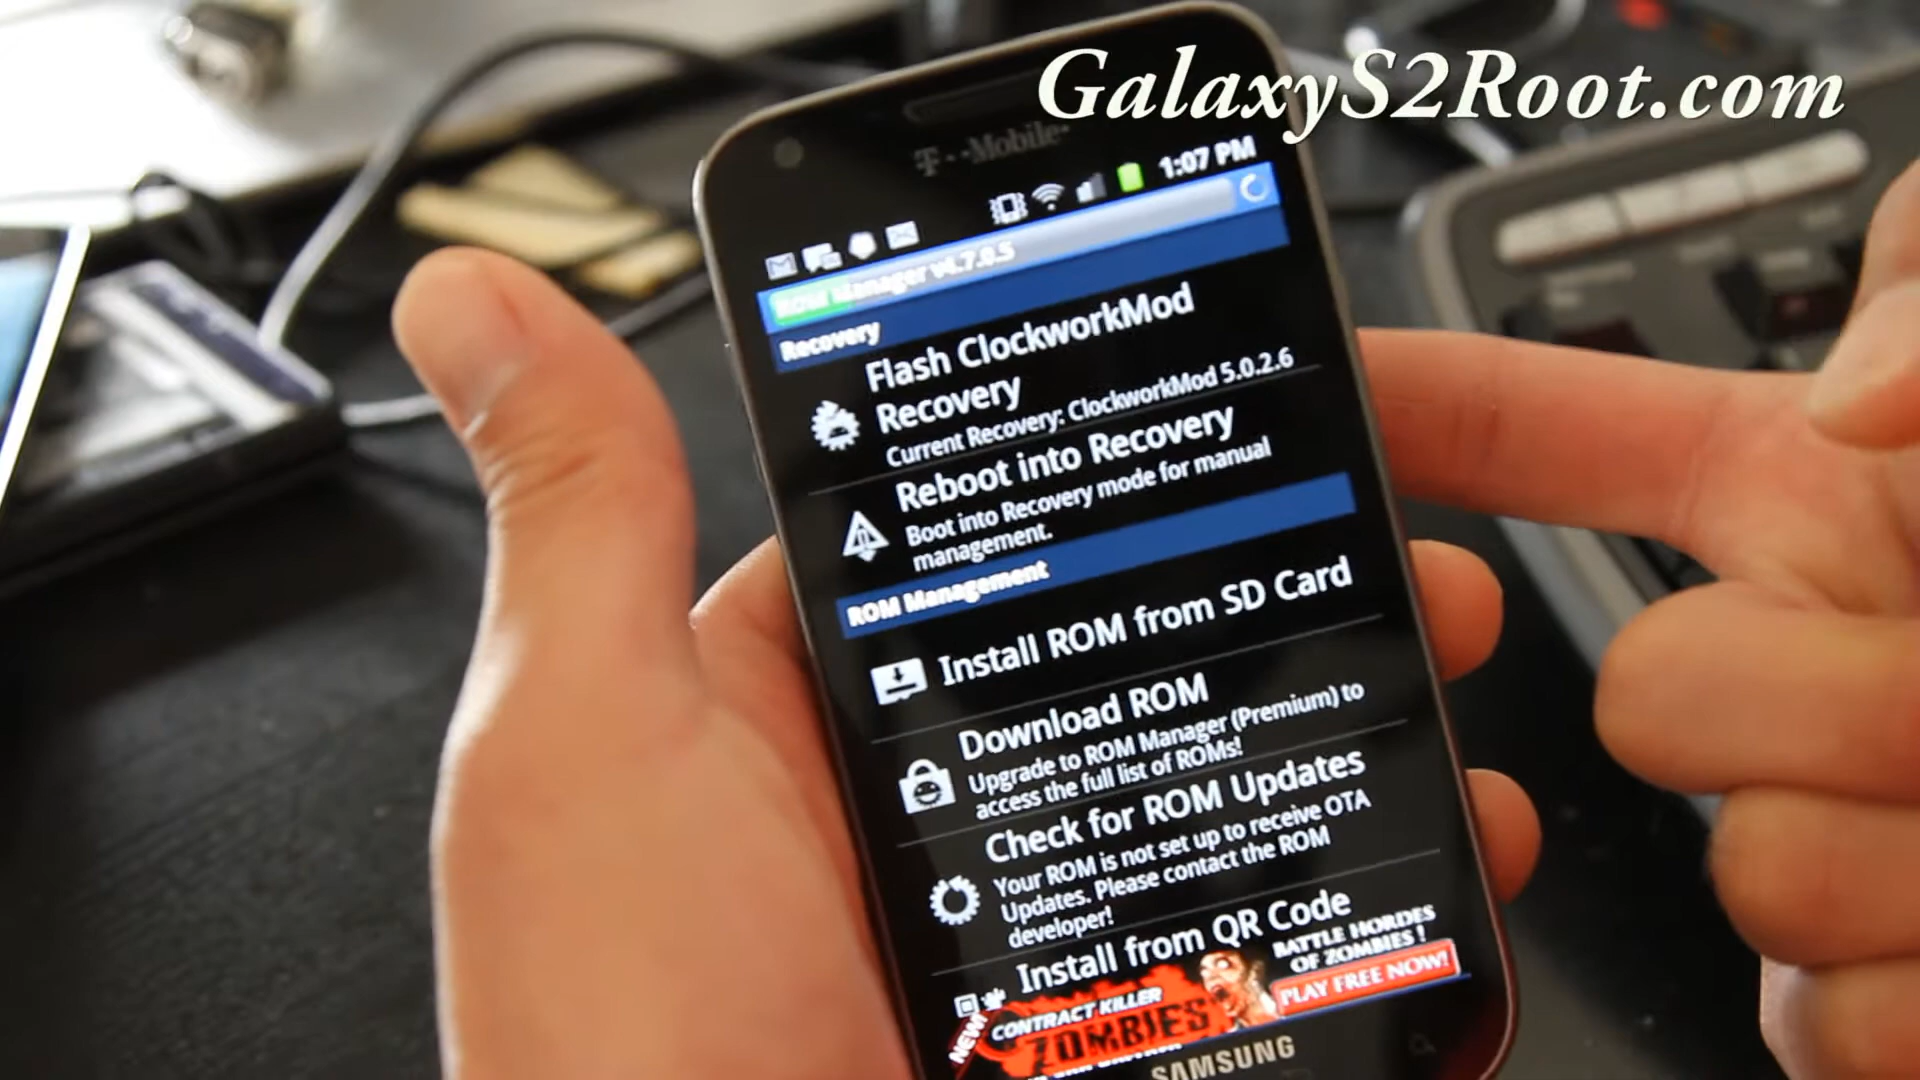 GalaxyS2Root.com
T-Mobile
1:07 PM
ROM Manager v4.7.0.5
Recovery
Flash ClockworkMod
Recovery
Current Recovery: ClockworkMod 5.0.2.6
Reboot into Recovery
Boot into Recovery mode for manual
management.
ROM Management
Install ROM from SD Card
Download ROM
Upgrade to ROM Manager (Premium) to
access the full list of ROMs!
Check for ROM Updates
Your ROM is not set up to receive OTA
Updates. Please contact the ROM
developer!
Install from QR Code
NEW!
CONTRACT KILLER
ZOMBIES
BATTLE HORDES
OF ZOMBIES!
PLAY FREE NOW!
SAMSUNG